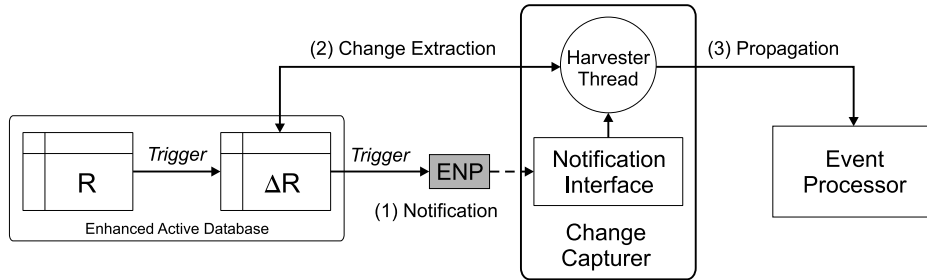 (2) Change Extraction
Harvester
Thread
(3) Propagation
R
Trigger
ΔR
Trigger
ENP
(1) Notification
Notification
Interface
Event
Processor
Enhanced Active Database
Change
Capturer